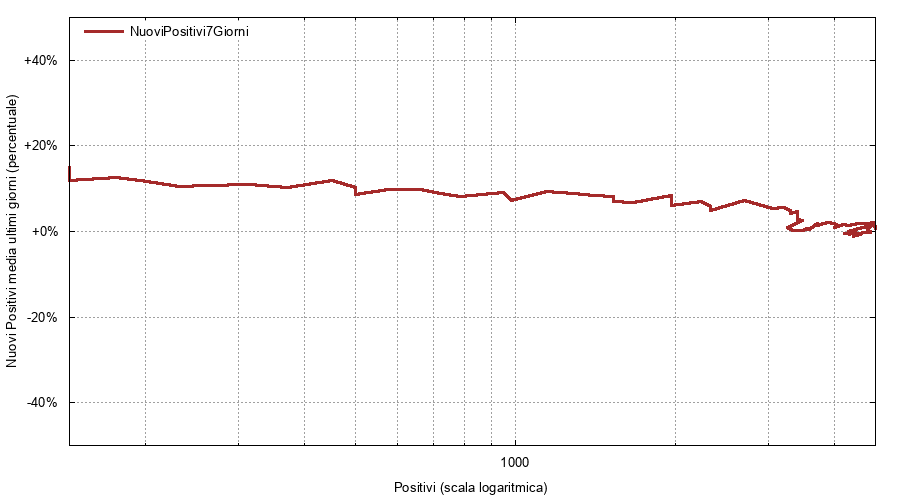 NuoviPositivi7Giorni
+40%
+20%
+0%
-20%
-40%
Nuovi Positivi media ultimi giorni (percentuale)
1000
Positivi (scala logaritmica)